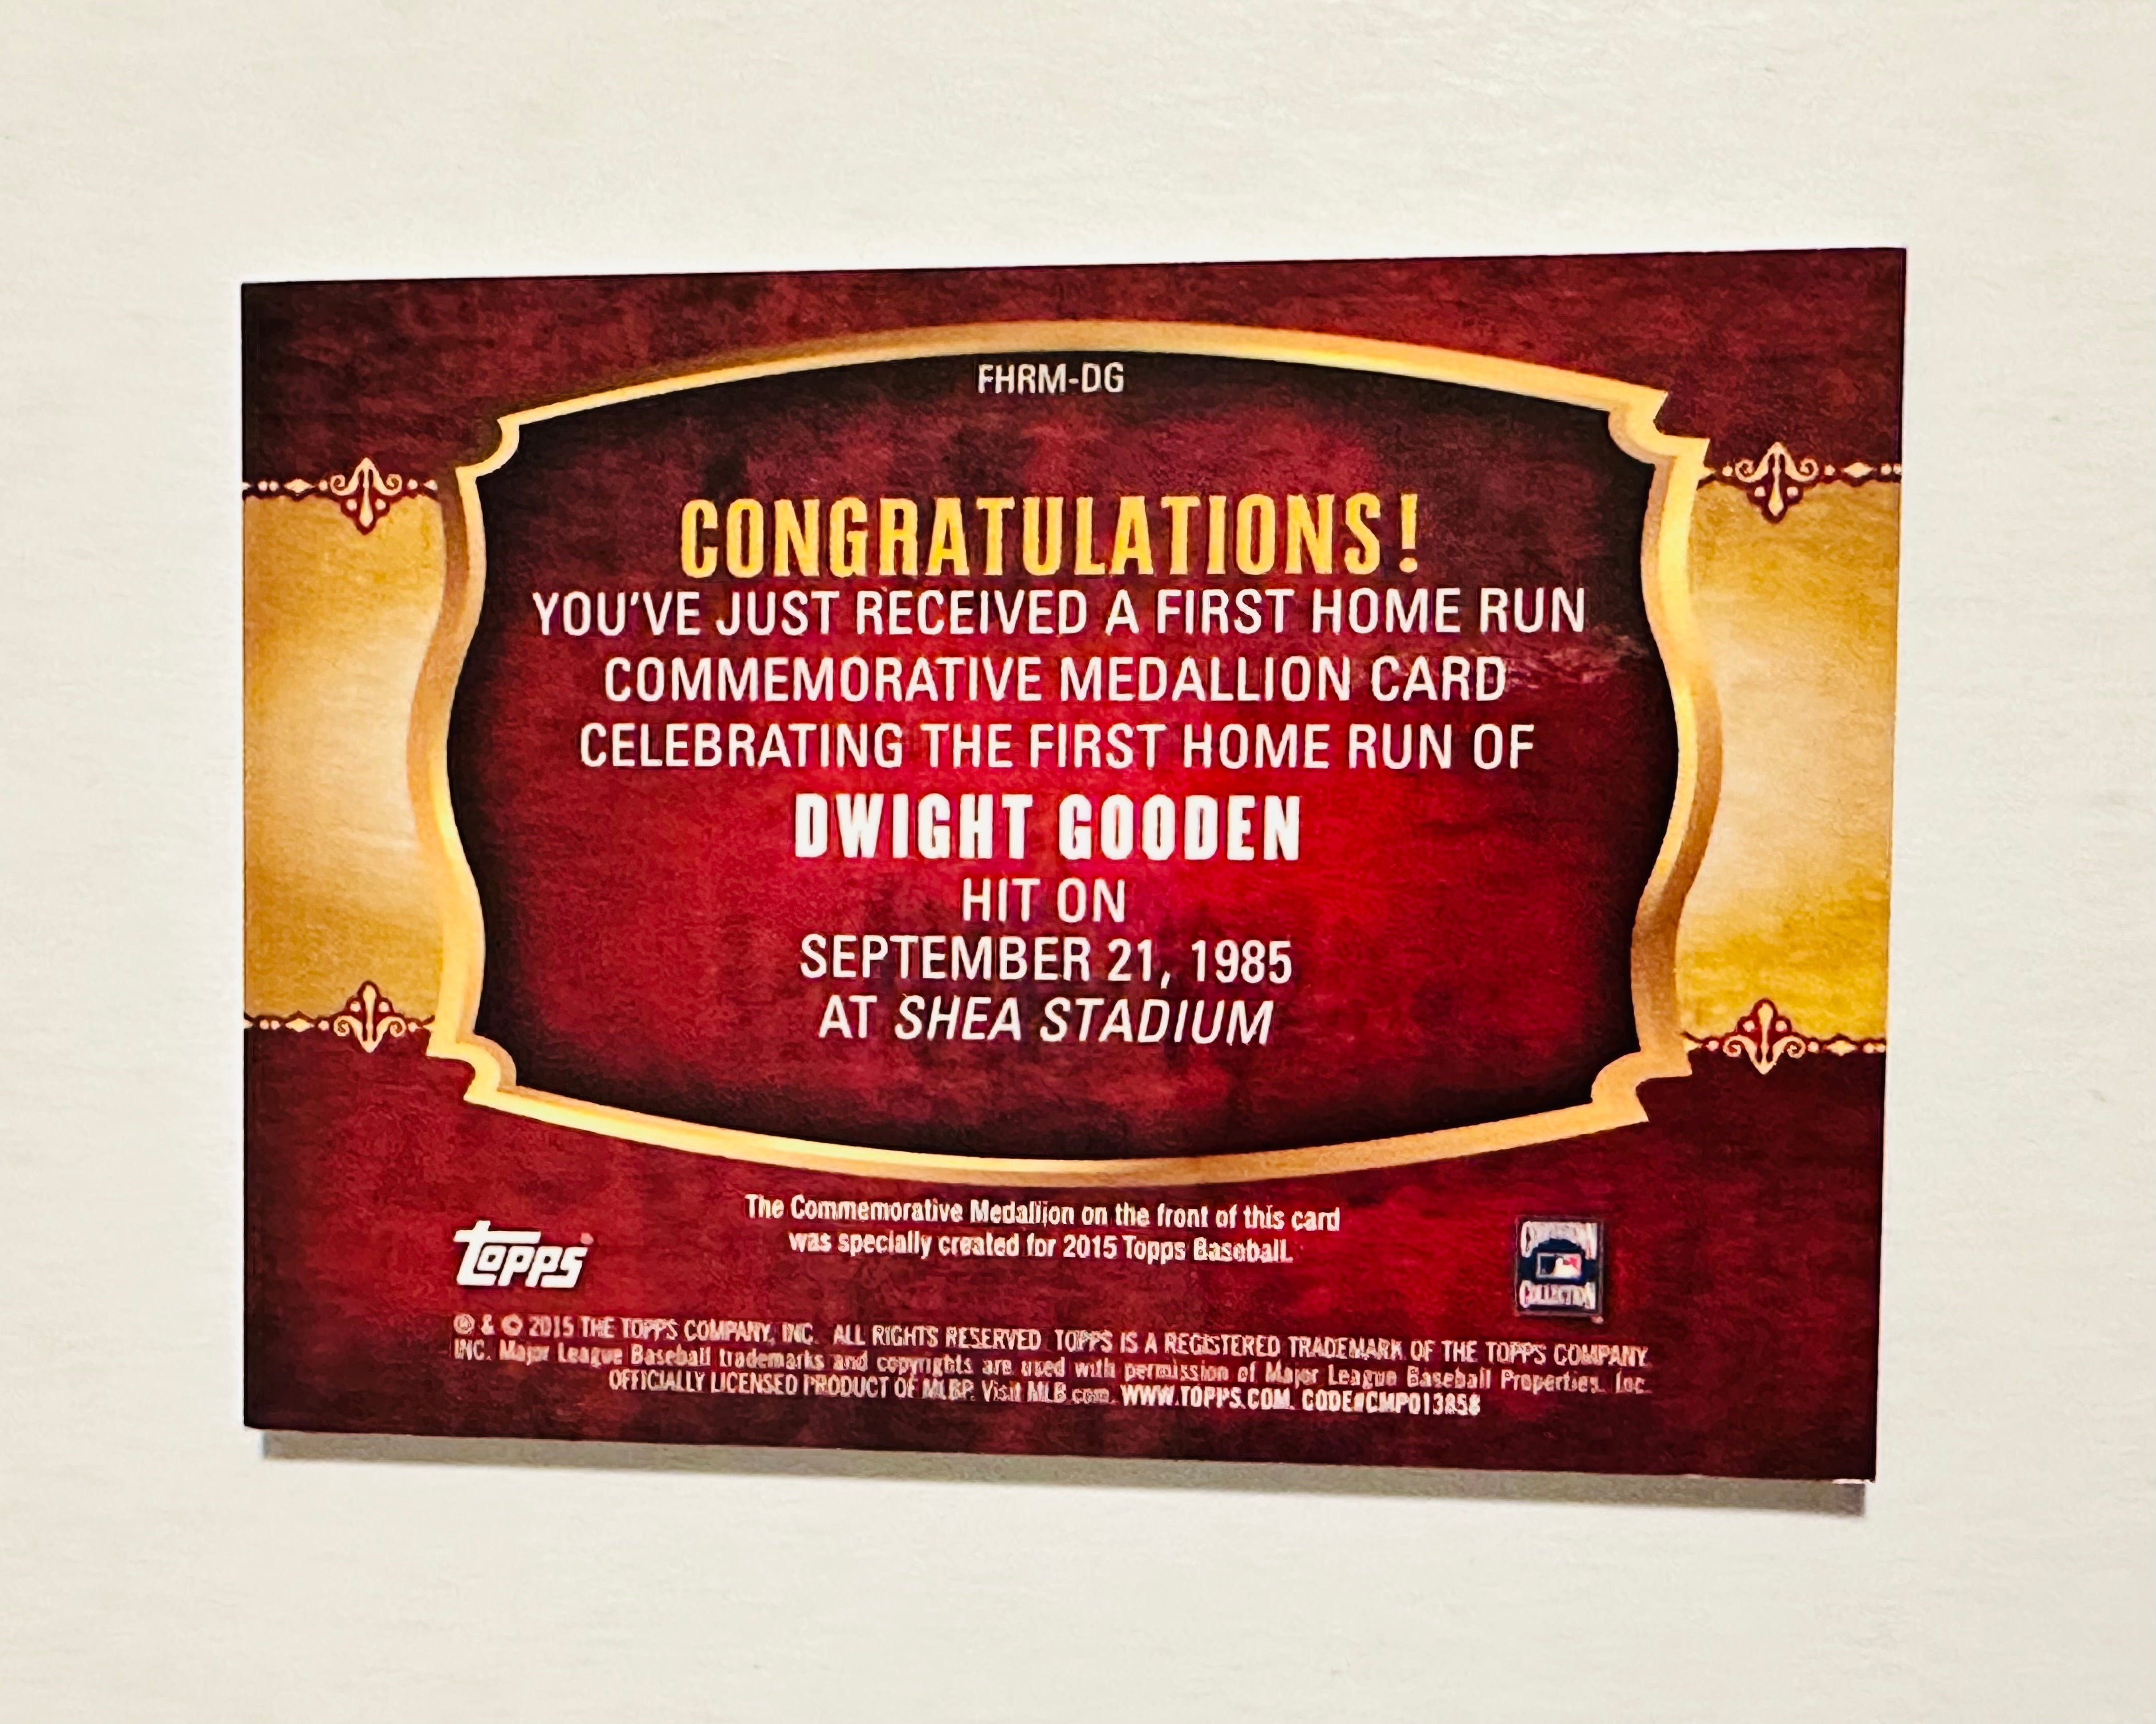 FHRM-DG
CONGRATULATIONS!
YOU'VE JUST RECEIVED A FIRST HOME RUN
COMMEMORATIVE MEDALLION CARD
CELEBRATING THE FIRST HOME RUN OF
DWIGHT GOODEN
HIT ON
SEPTEMBER 21, 1985
AT SHEA STADIUM
The Commemorative Medallion on the front of this card
was specially created for 2015 Topps Baseball.
topps
COOPERSTOWN
COLLECTION
® & © 2015 THE TOPPS COMPANY, INC. ALL RIGHTS RESERVED. TOPPS IS A REGISTERED TRADEMARK OF THE TOPPS COMPANY,
INC. Major League Baseball trademarks and copyrights are used with permission of Major League Baseball Properties, Inc.
OFFICIALLY LICENSED PRODUCT OF MLBP. Visit MLB.com. WWW.TOPPS.COM. CODE#CMP013858